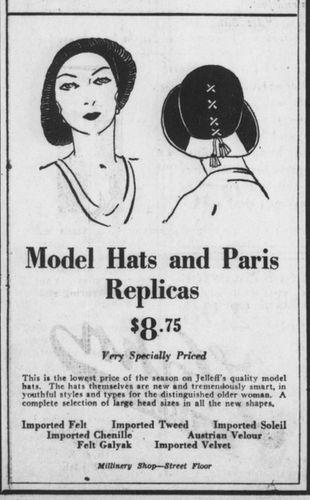 Model Hats and Paris
Replicas
$8.75
Very Specially Priced
This is the lowest price of the season on Jelleff's quality model
hats. The hats themselves are new and tremendously smart, in
youthful styles and types for the distinguished older woman. A
complete selection of large head sizes in all the new shapes.
Imported Felt Imported Tweed Imported Soleil
Imported Chenille Austrian Velour
Felt Galyak Imported Velvet
Millinery Shop—Street Floor